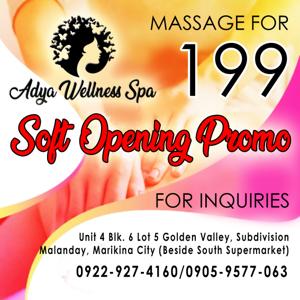 MASSAGE FOR
199
Adya Wellness Spa
Soft Opening Promo
FOR INQUIRIES
Unit 4 Blk. 6 Lot 5 Golden Valley, Subdivision
Malanday, Marikina City (Beside South Supermarket)
0922-927-4160/0905-9577-063